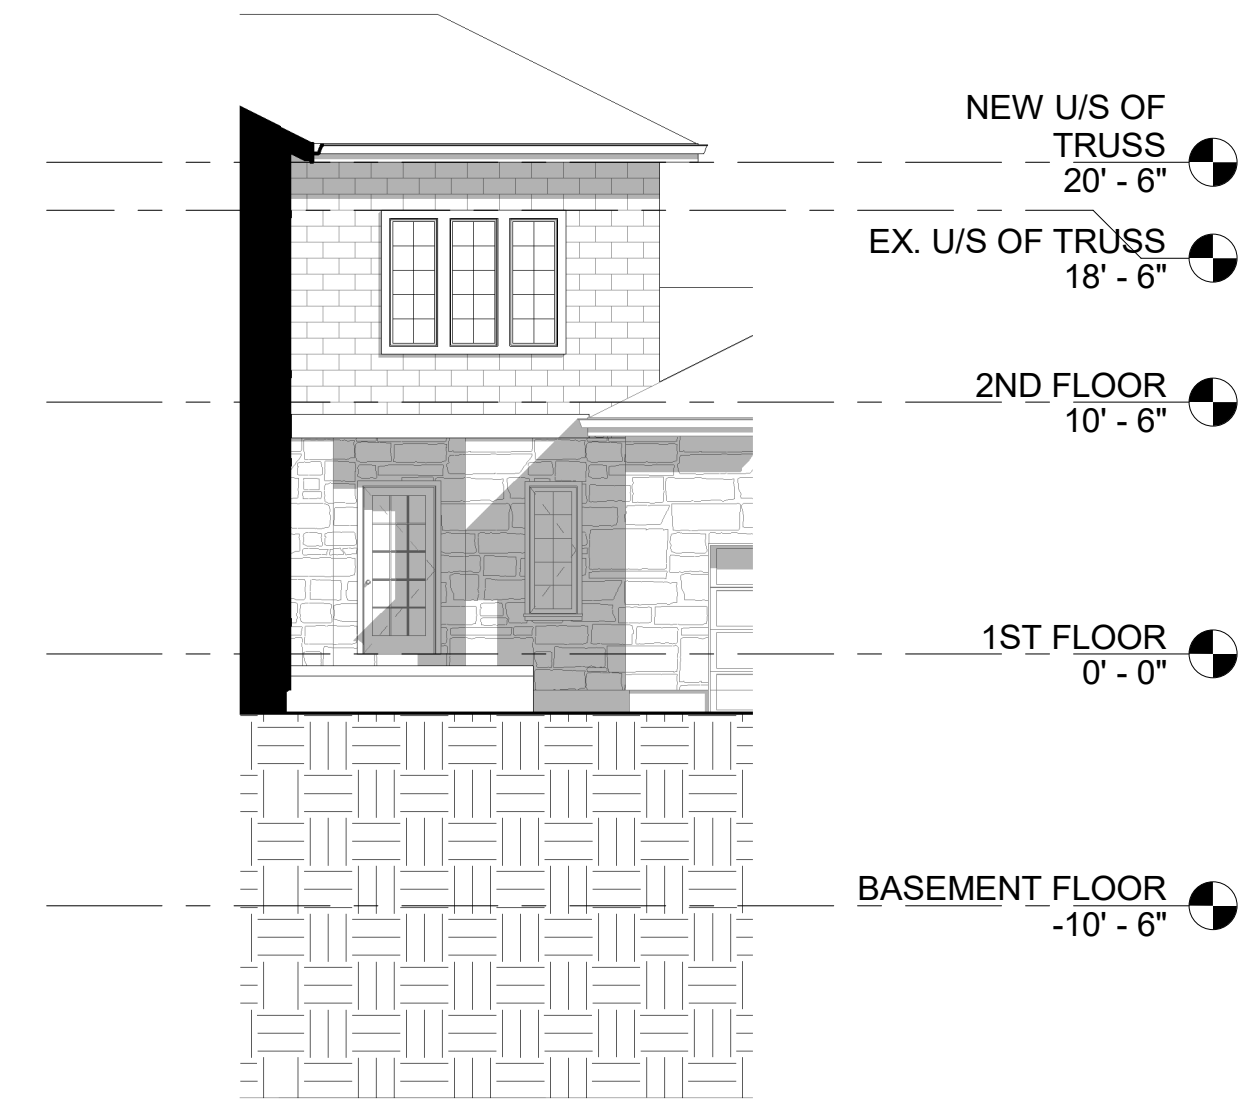 NEW U/S OF
TRUSS
20' - 6"
EX. U/S OF TRUSS
18' - 6"
2ND FLOOR
10' - 6"
1ST FLOOR
0' - 0"
BASEMENT FLOOR
-10' - 6"